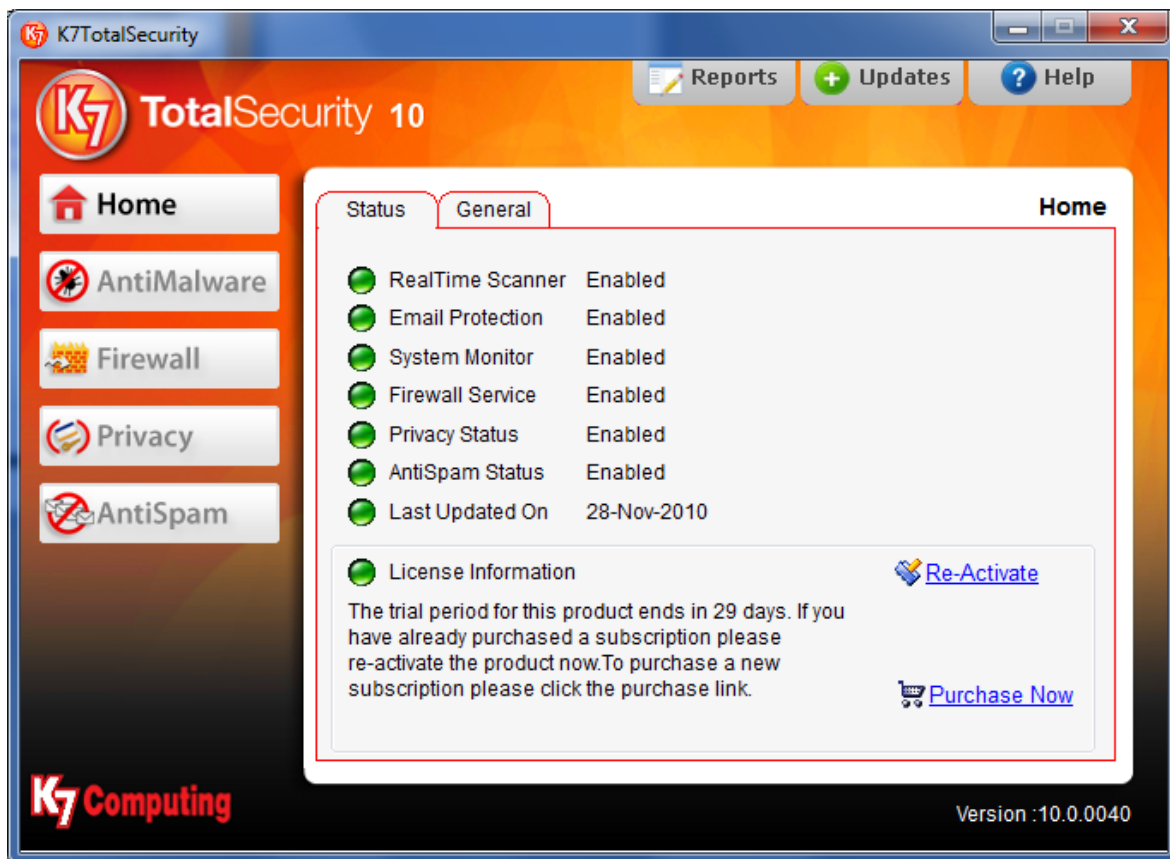 K7TotalSecurity
K7 TotalSecurity 10
Reports
Updates
? Help
Home
AntiMalware
Firewall
Privacy
AntiSpam
Status
General
Home
RealTime Scanner Enabled
Email Protection Enabled
System Monitor Enabled
Firewall Service Enabled
Privacy Status Enabled
AntiSpam Status Enabled
Last Updated On 28-Nov-2010
License Information
Re-Activate
The trial period for this product ends in 29 days. If you
have already purchased a subscription please
re-activate the product now.To purchase a new
subscription please click the purchase link.
Purchase Now
K7 Computing
Version :10.0.0040